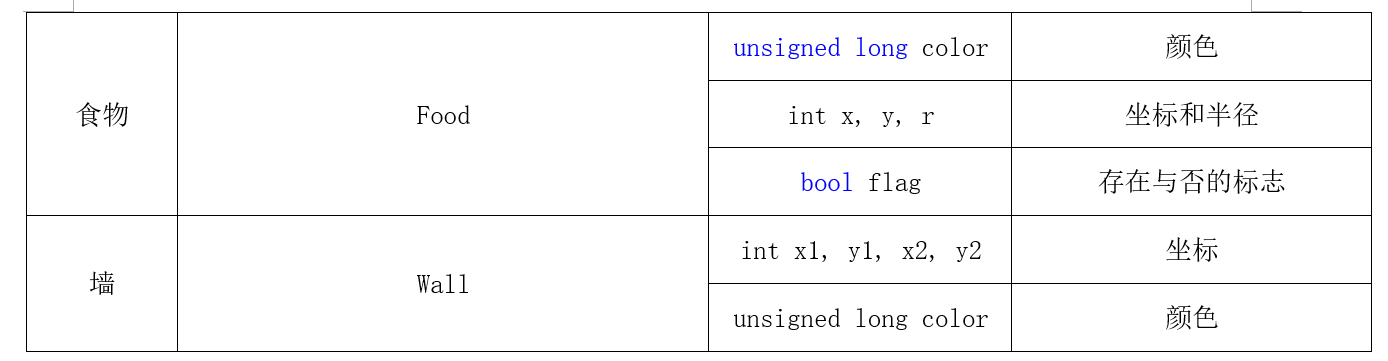 食物
Food
unsigned long color
颜色
int x, y, r
坐标和半径
bool flag
存在与否的标志
墙
Wall
int x1, y1, x2, y2
坐标
unsigned long color
颜色